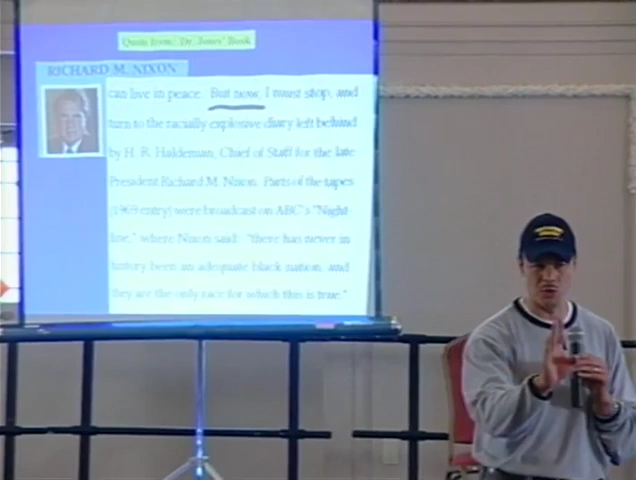 Quote from: "Dr. Jones' Book
RICHARD M. NIXON
can live in peace. But now, I must stop, and
turn to the racially explosive diary left behind
by H. R. Haldeman, Chief of Staff for the late
President Richard M. Nixon. Parts of the tapes
(1969 entry) were broadcast on ABC's "Night-
line," where Nixon said: "there has never in
history been an adequate black nation, and
they are the only race for which this is true."